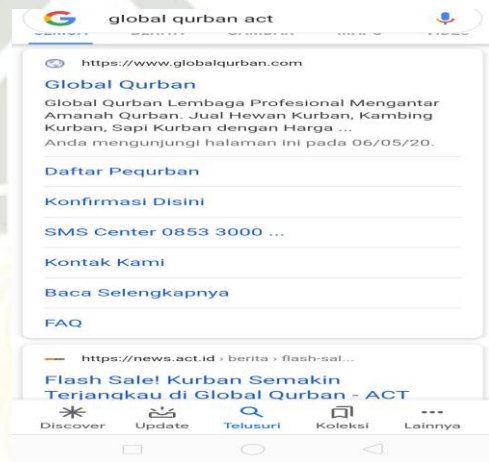 global qurban act
https://www.globalqurban.com
Global Qurban
Global Qurban Lembaga Profesional Mengantar
Amanah Qurban. Jual Hewan Kurban, Kambing
Kurban, Sapi Kurban dengan Harga ...
Anda mengunjungi halaman ini pada 06/05/20.
Daftar Pequrban
Konfirmasi Disini
SMS Center 0853 3000 ...
Kontak Kami
Baca Selengkapnya
FAQ
https://news.act.id › berita › flash-sal...
Flash Sale! Kurban Semakin
Terjangkau di Global Qurban - ACT
Discover Update Telusuri Koleksi Lainnya